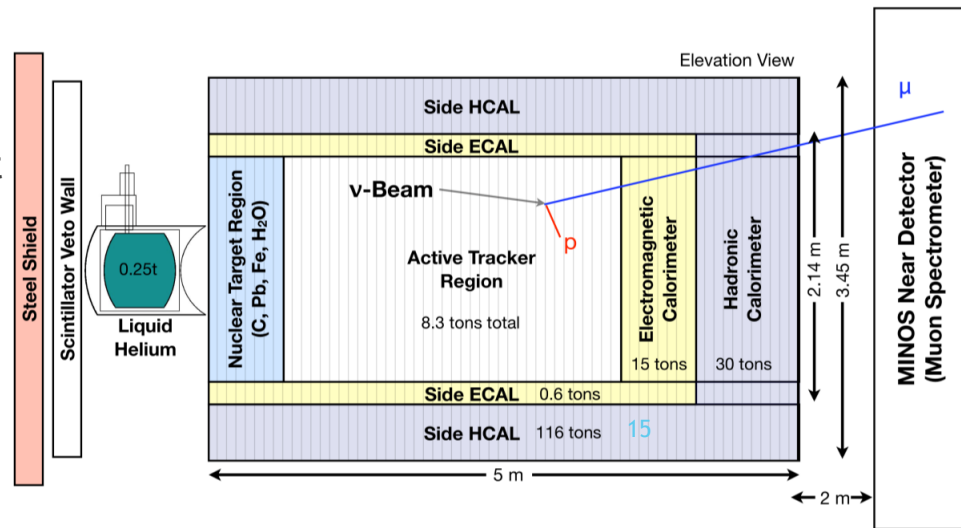 Elevation View
Steel Shield
Scintillator Veto Wall
0.25t
Liquid
Helium
Side HCAL
Side ECAL
Nuclear Target Region
(C, Pb, Fe, H₂O)
ν-Beam
p
μ
Active Tracker
Region
8.3 tons total
Electromagnetic
Calorimeter
15 tons
Hadronic
Calorimeter
30 tons
Side ECAL 0.6 tons
Side HCAL 116 tons 15
5 m
2 m
2.14 m
3.45 m
MINOS Near Detector
(Muon Spectrometer)